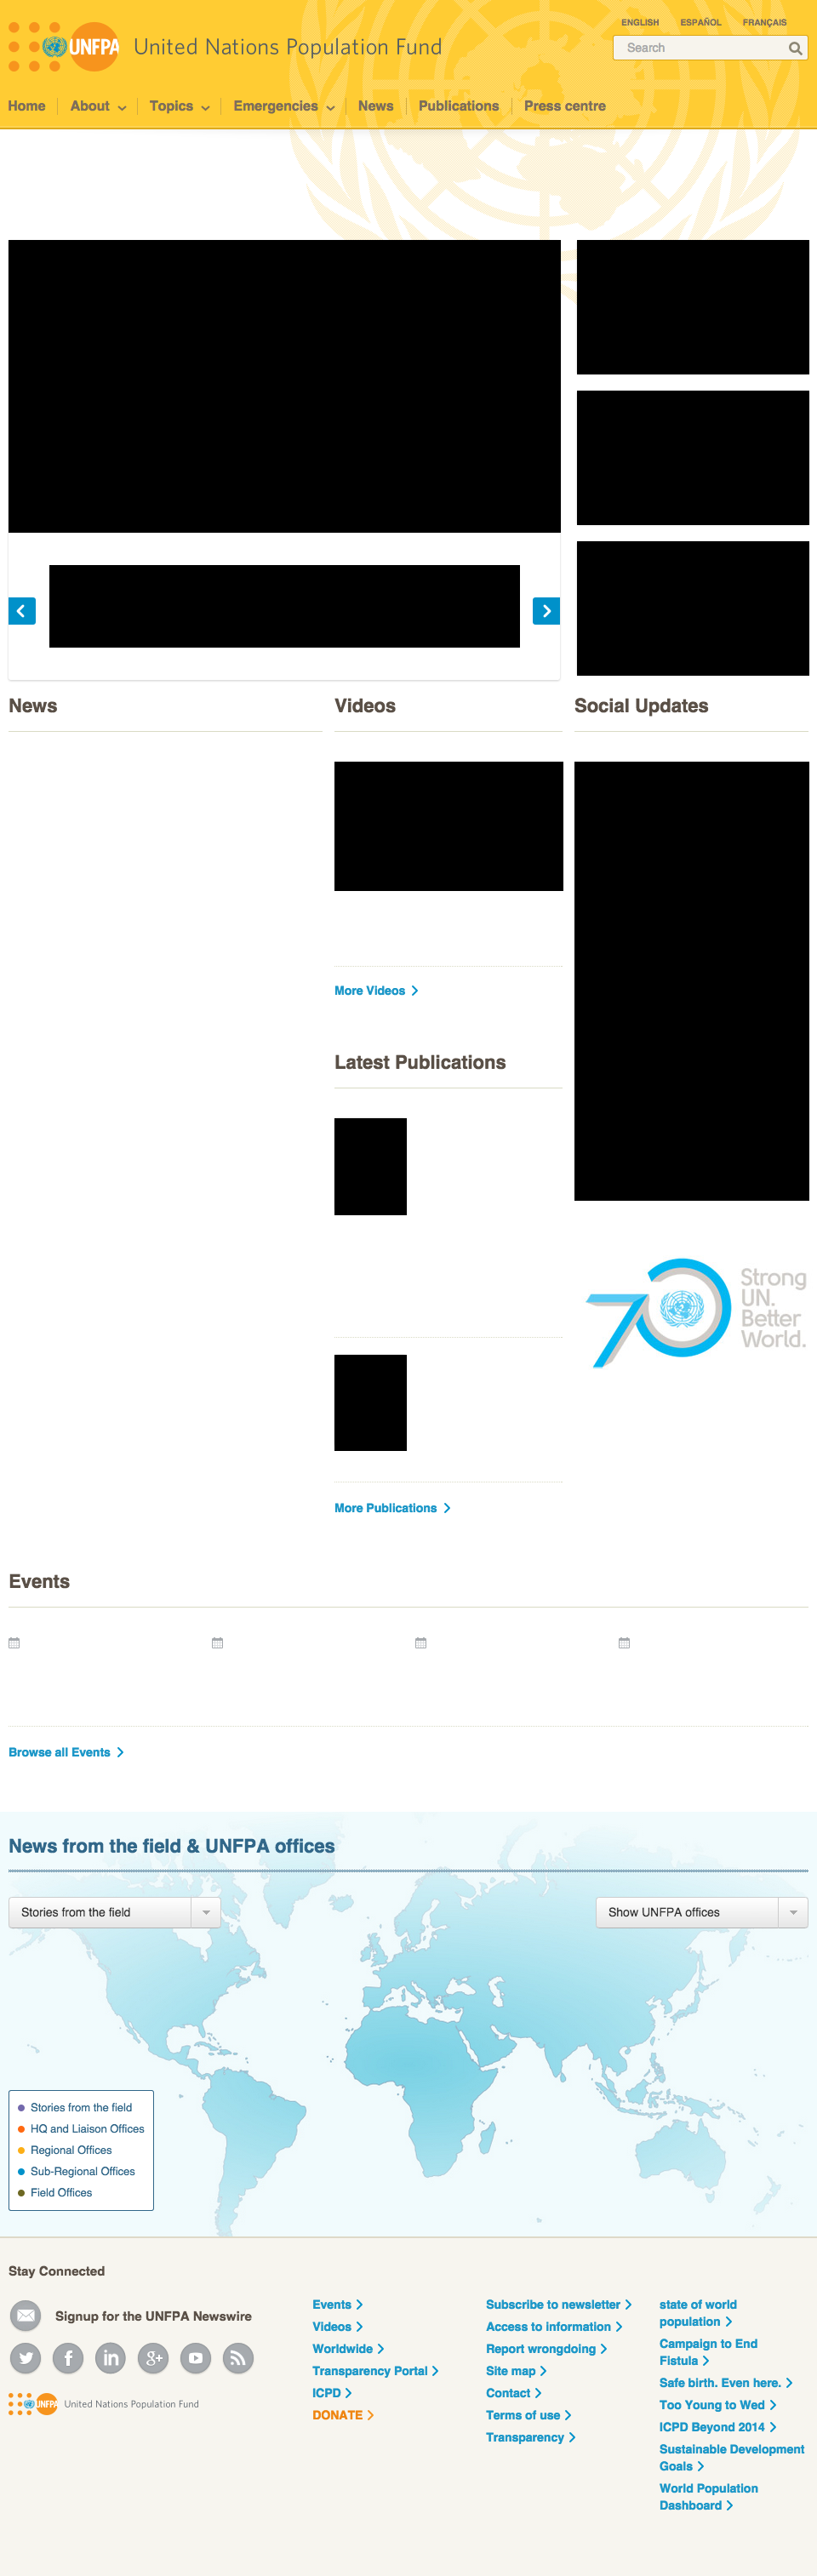 ENGLISH ESPAÑOL FRANÇAIS
UNFPA United Nations Population Fund
Search
Home About Topics Emergencies News Publications Press centre
News Videos Social Updates
More Videos
Latest Publications
70 Strong
UN.
Better
World.
More Publications
Events
Browse all Events
News from the field & UNFPA offices
Stories from the field Show UNFPA offices
Stories from the field
HQ and Liaison Offices
Regional Offices
Sub-Regional Offices
Field Offices
Stay Connected
Signup for the UNFPA Newswire
in g+
UNFPA United Nations Population Fund
Events
Videos
Worldwide
Transparency Portal
ICPD
DONATE
Subscribe to newsletter
Access to information
Report wrongdoing
Site map
Contact
Terms of use
Transparency
state of world
population
Campaign to End
Fistula
Safe birth. Even here.
Too Young to Wed
ICPD Beyond 2014
Sustainable Development
Goals
World Population
Dashboard